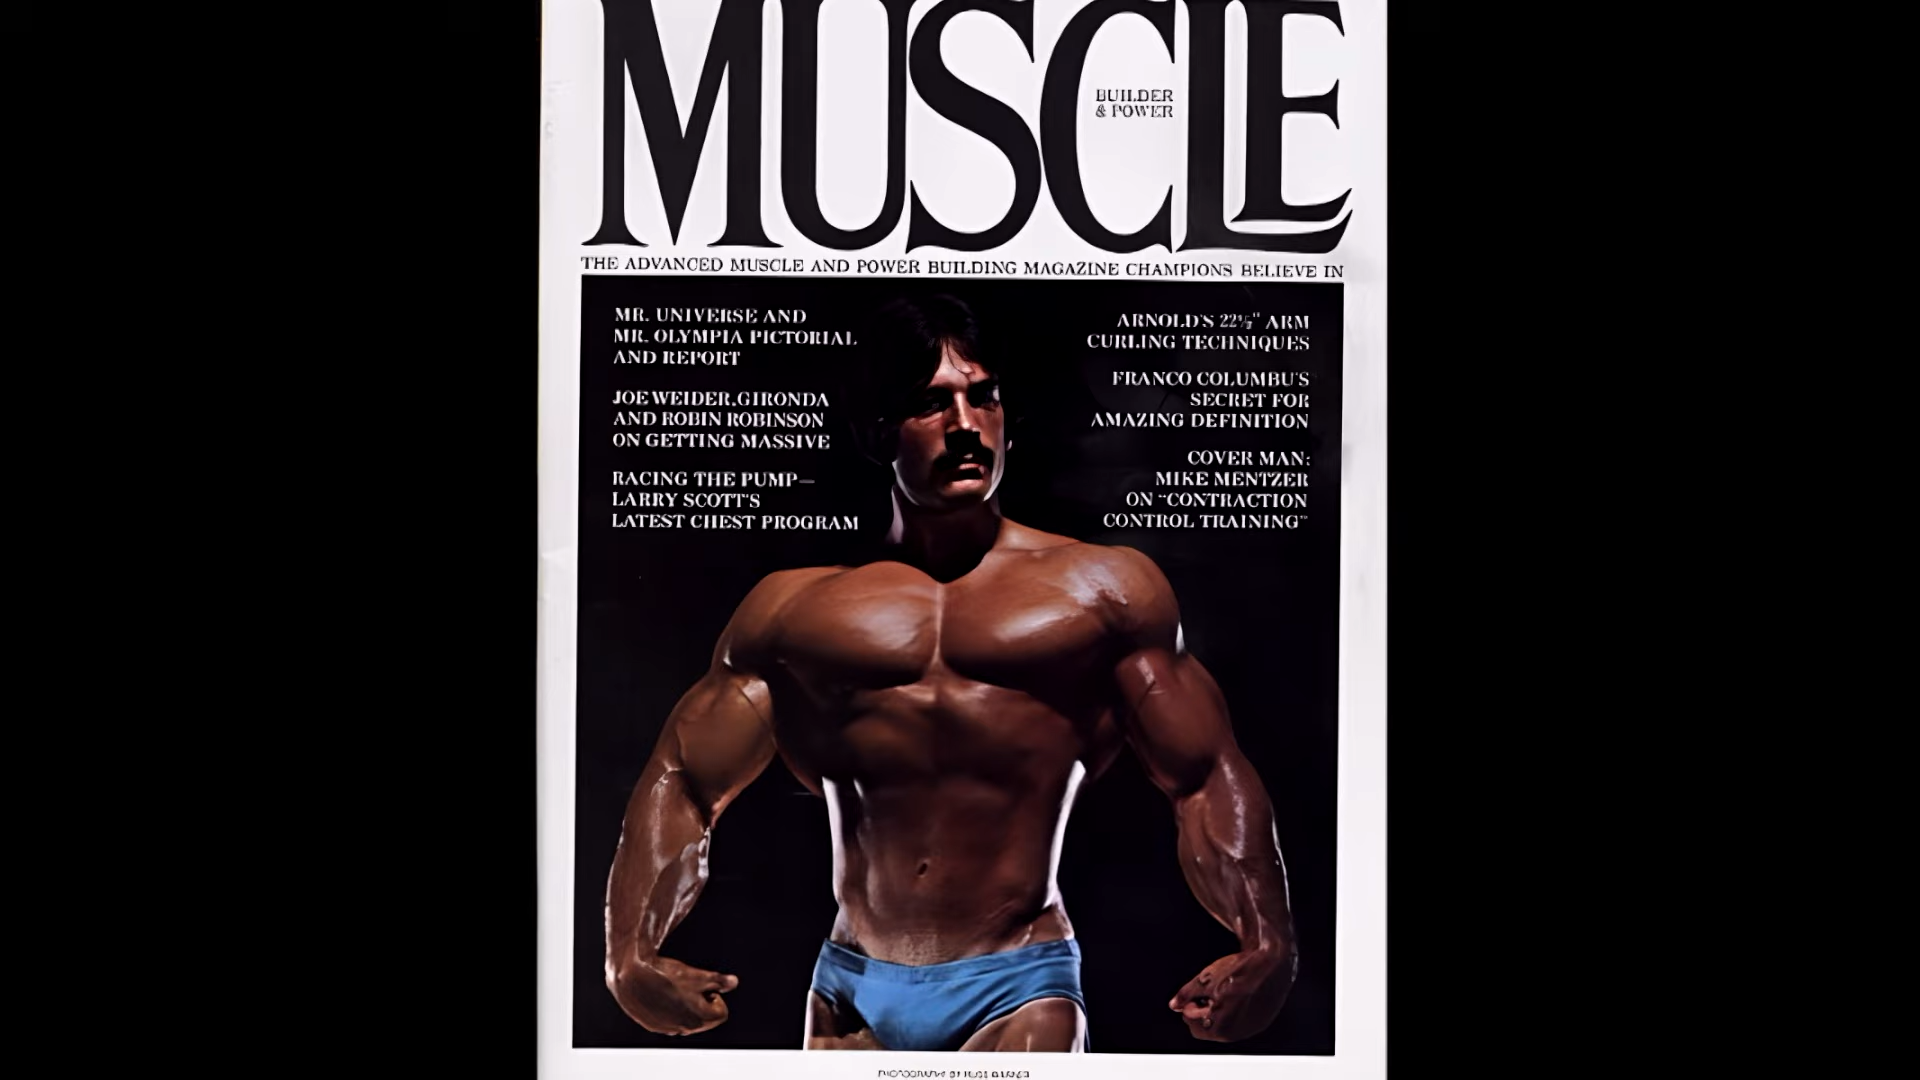 MUSCLE
BUILDER
& POWER
THE ADVANCED MUSCLE AND POWER BUILDING MAGAZINE CHAMPIONS BELIEVE IN
MR. UNIVERSE AND
MR. OLYMPIA PICTORIAL
AND REPORT
JOE WEIDER, GIRONDA
AND ROBIN ROBINSON
ON GETTING MASSIVE
RACING THE PUMP—
LARRY SCOTT'S
LATEST CHEST PROGRAM
ARNOLD'S 22½" ARM
CURLING TECHNIQUES
FRANCO COLUMBU'S
SECRET FOR
AMAZING DEFINITION
COVER MAN:
MIKE MENTZER
ON "CONTRACTION
CONTROL TRAINING"